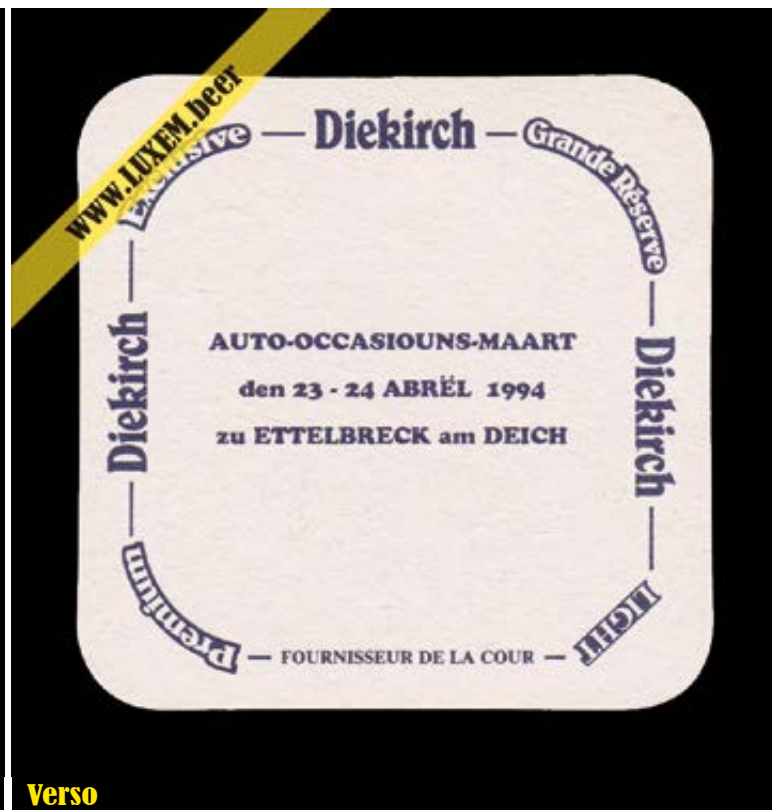 www.LUXEM.beer
Exclusive
Diekirch
Grande Réserve
Diekirch
Diekirch
AUTO-OCCASIOUNS-MAART
den 23 - 24 ABRËL 1994
zu ETTELBRECK am DEICH
Premium
FOURNISSEUR DE LA COUR
LIGHT
Verso